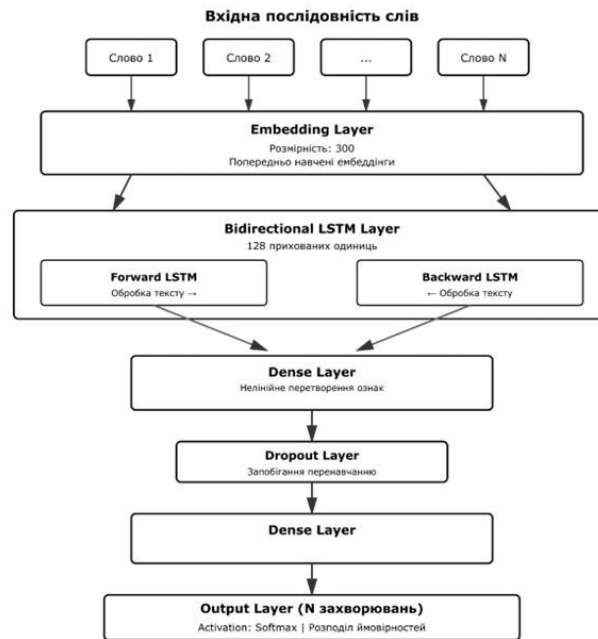 Вхідна послідовність слів
Слово 1
Слово 2
...
Слово N
Embedding Layer
Розмірність: 300
Попередньо навчені ембеддінги
Bidirectional LSTM Layer
128 прихованих одиниць
Forward LSTM
Обробка тексту →
Backward LSTM
← Обробка тексту
Dense Layer
Нелінійне перетворення ознак
Dropout Layer
Запобігання перенавчанню
Dense Layer
Output Layer (N захворювань)
Activation: Softmax | Розподіл ймовірностей